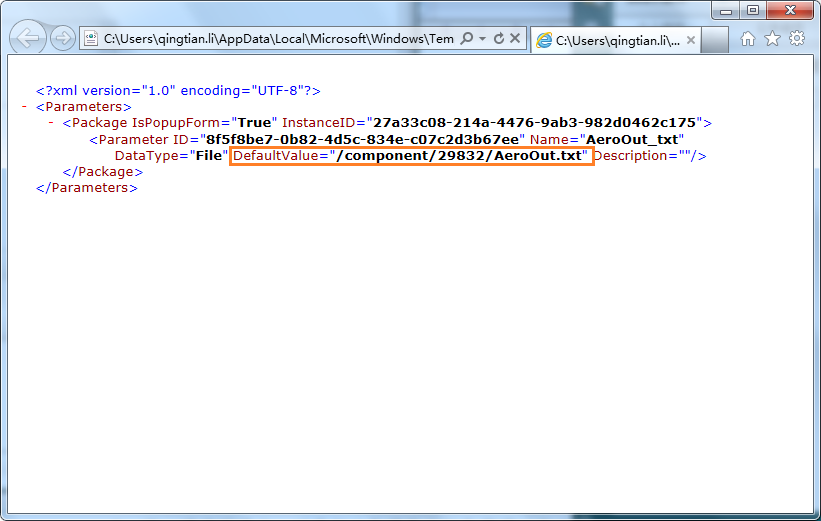 C:\Users\qingtian.li\AppData\Local\Microsoft\Windows\Tem
C:\Users\qingtian.li\...
<?xml version="1.0" encoding="UTF-8"?>
- <Parameters>
- <Package IsPopupForm="True" InstanceID="27a33c08-214a-4476-9ab3-982d0462c175">
<Parameter ID="8f5f8be7-0b82-4d5c-834e-c07c2d3b67ee" Name="AeroOut_txt"
DataType="File" DefaultValue="/component/29832/AeroOut.txt" Description=""/>
</Package>
</Parameters>